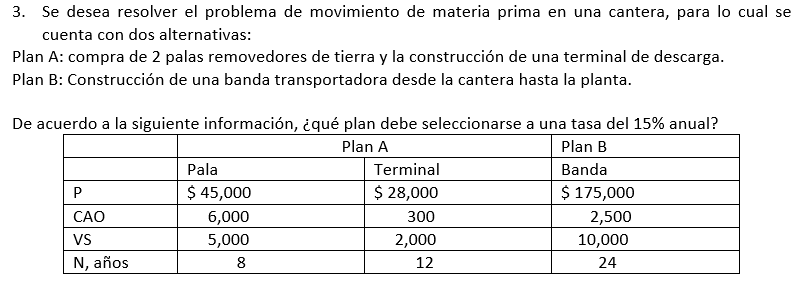 3. Se desea resolver el problema de movimiento de materia prima en una cantera, para lo cual se
cuenta con dos alternativas:
Plan A: compra de 2 palas removedores de tierra y la construcción de una terminal de descarga.
Plan B: Construcción de una banda transportadora desde la cantera hasta la planta.
De acuerdo a la siguiente información, ¿qué plan debe seleccionarse a una tasa del 15% anual?
Plan A Plan B
Pala Terminal Banda
P $ 45,000 $ 28,000 $ 175,000
CAO 6,000 300 2,500
VS 5,000 2,000 10,000
N, años 8 12 24